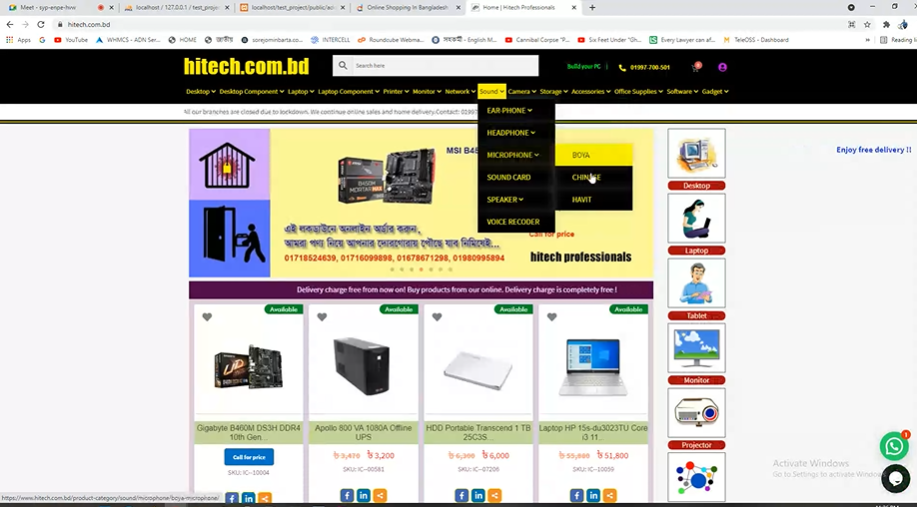 Meet - syp-enpe-hvw
localhost / 127.0.0.1 / test_proj
localhost/test_project/public/adm
Online Shopping in Bangladesh
Home | Hitech Professionals
hitech.com.bd
Apps
YouTube
WHMCS - ADN Ser
HOME
জাতীয়
sorejominbarta.com
INTERCELL
Roundcube Webmail
সহকর্মী - English M
Cannibal Corpse "
Six Feet Under "Gh
Every Lawyer can af
TeleOSS - Dashboard
Reading
hitech.com.bd
Search here
Build your PC
01997-700-501
Desktop
Desktop Component
Laptop
Laptop Component
Printer
Monitor
Network
Sound
Camera
Storage
Accessories
Office Supplies
Software
Gadget
All our branches are closed due to lockdown. We continue online sales and home delivery. Contact: 0199
EAR-PHONE
HEADPHONE
MICROPHONE
SOUND CARD
SPEAKER
VOICE RECODER
BOYA
CHINESE
HAVIT
MSI B4
এই লকডাউনে অনলাইন অর্ডার করুন,
আমরা পণ্য নিয়ে আপনার দোরগোরায় পৌছে যাব নিমিষেই.
01718524639, 01716099898, 01678671298, 01980995894
Call for price
hitech professionals
Enjoy free delivery !!
Delivery charge free from now on! Buy products from our online. Delivery charge is completely free !
Available
Available
Available
Available
Gigabyte B460M DS3H DDR4
10th Gen...
Call for price
SKU: IC--10004
Apollo 600 VA 1080A Offline
UPS
৳ 3,470 ৳ 3,200
SKU: IC--00581
HDD Portable Transcend 1 TB
25C3S...
৳ 6,300 ৳ 6,000
SKU: IC--07209
Laptop HP 15s-du3023TU Core
i3 11...
৳ 55,680 ৳ 51,800
SKU: IC--10059
Desktop
Laptop
Tablet
Monitor
Projector
Activate Windows
Go to Settings to activate Windows.
1
https://www.hitech.com.bd/product-category/sound/microphone/boya-microphone/